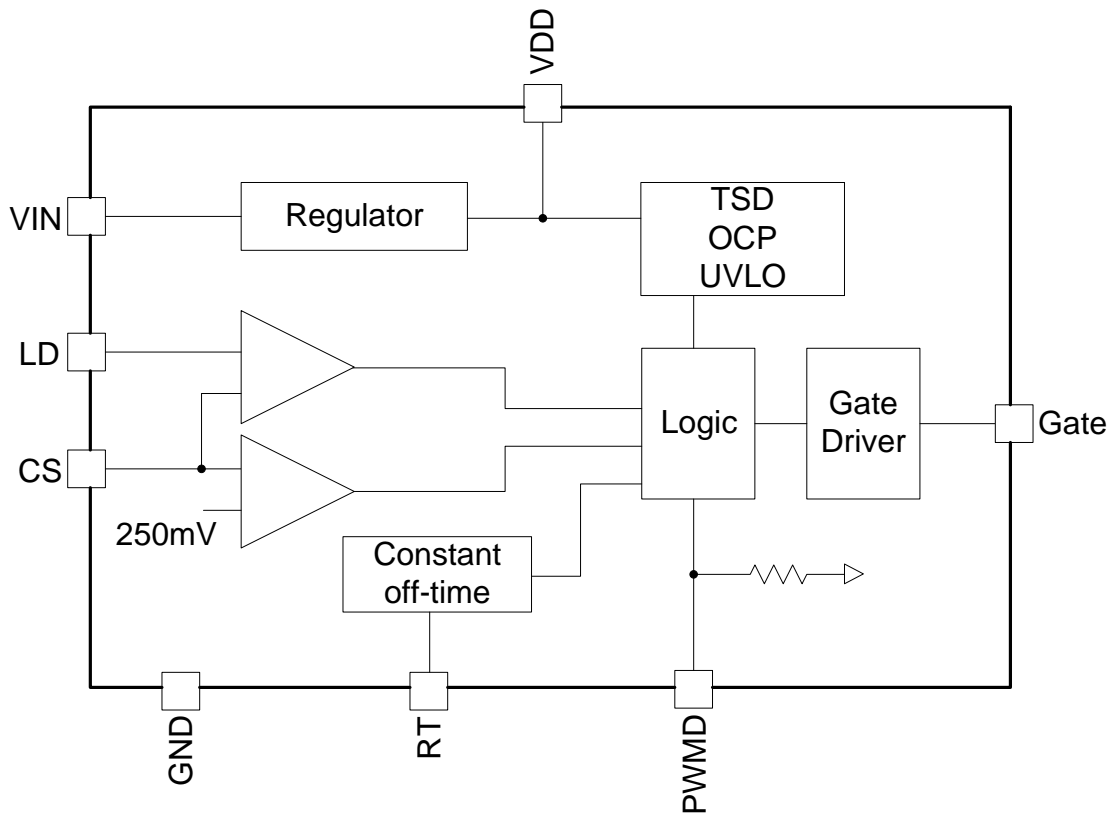 VDD
VIN
Regulator
TSD
OCP
UVLO
LD
Logic
Gate
Driver
Gate
CS
250mV
Constant
off-time
GND
RT
PWMD